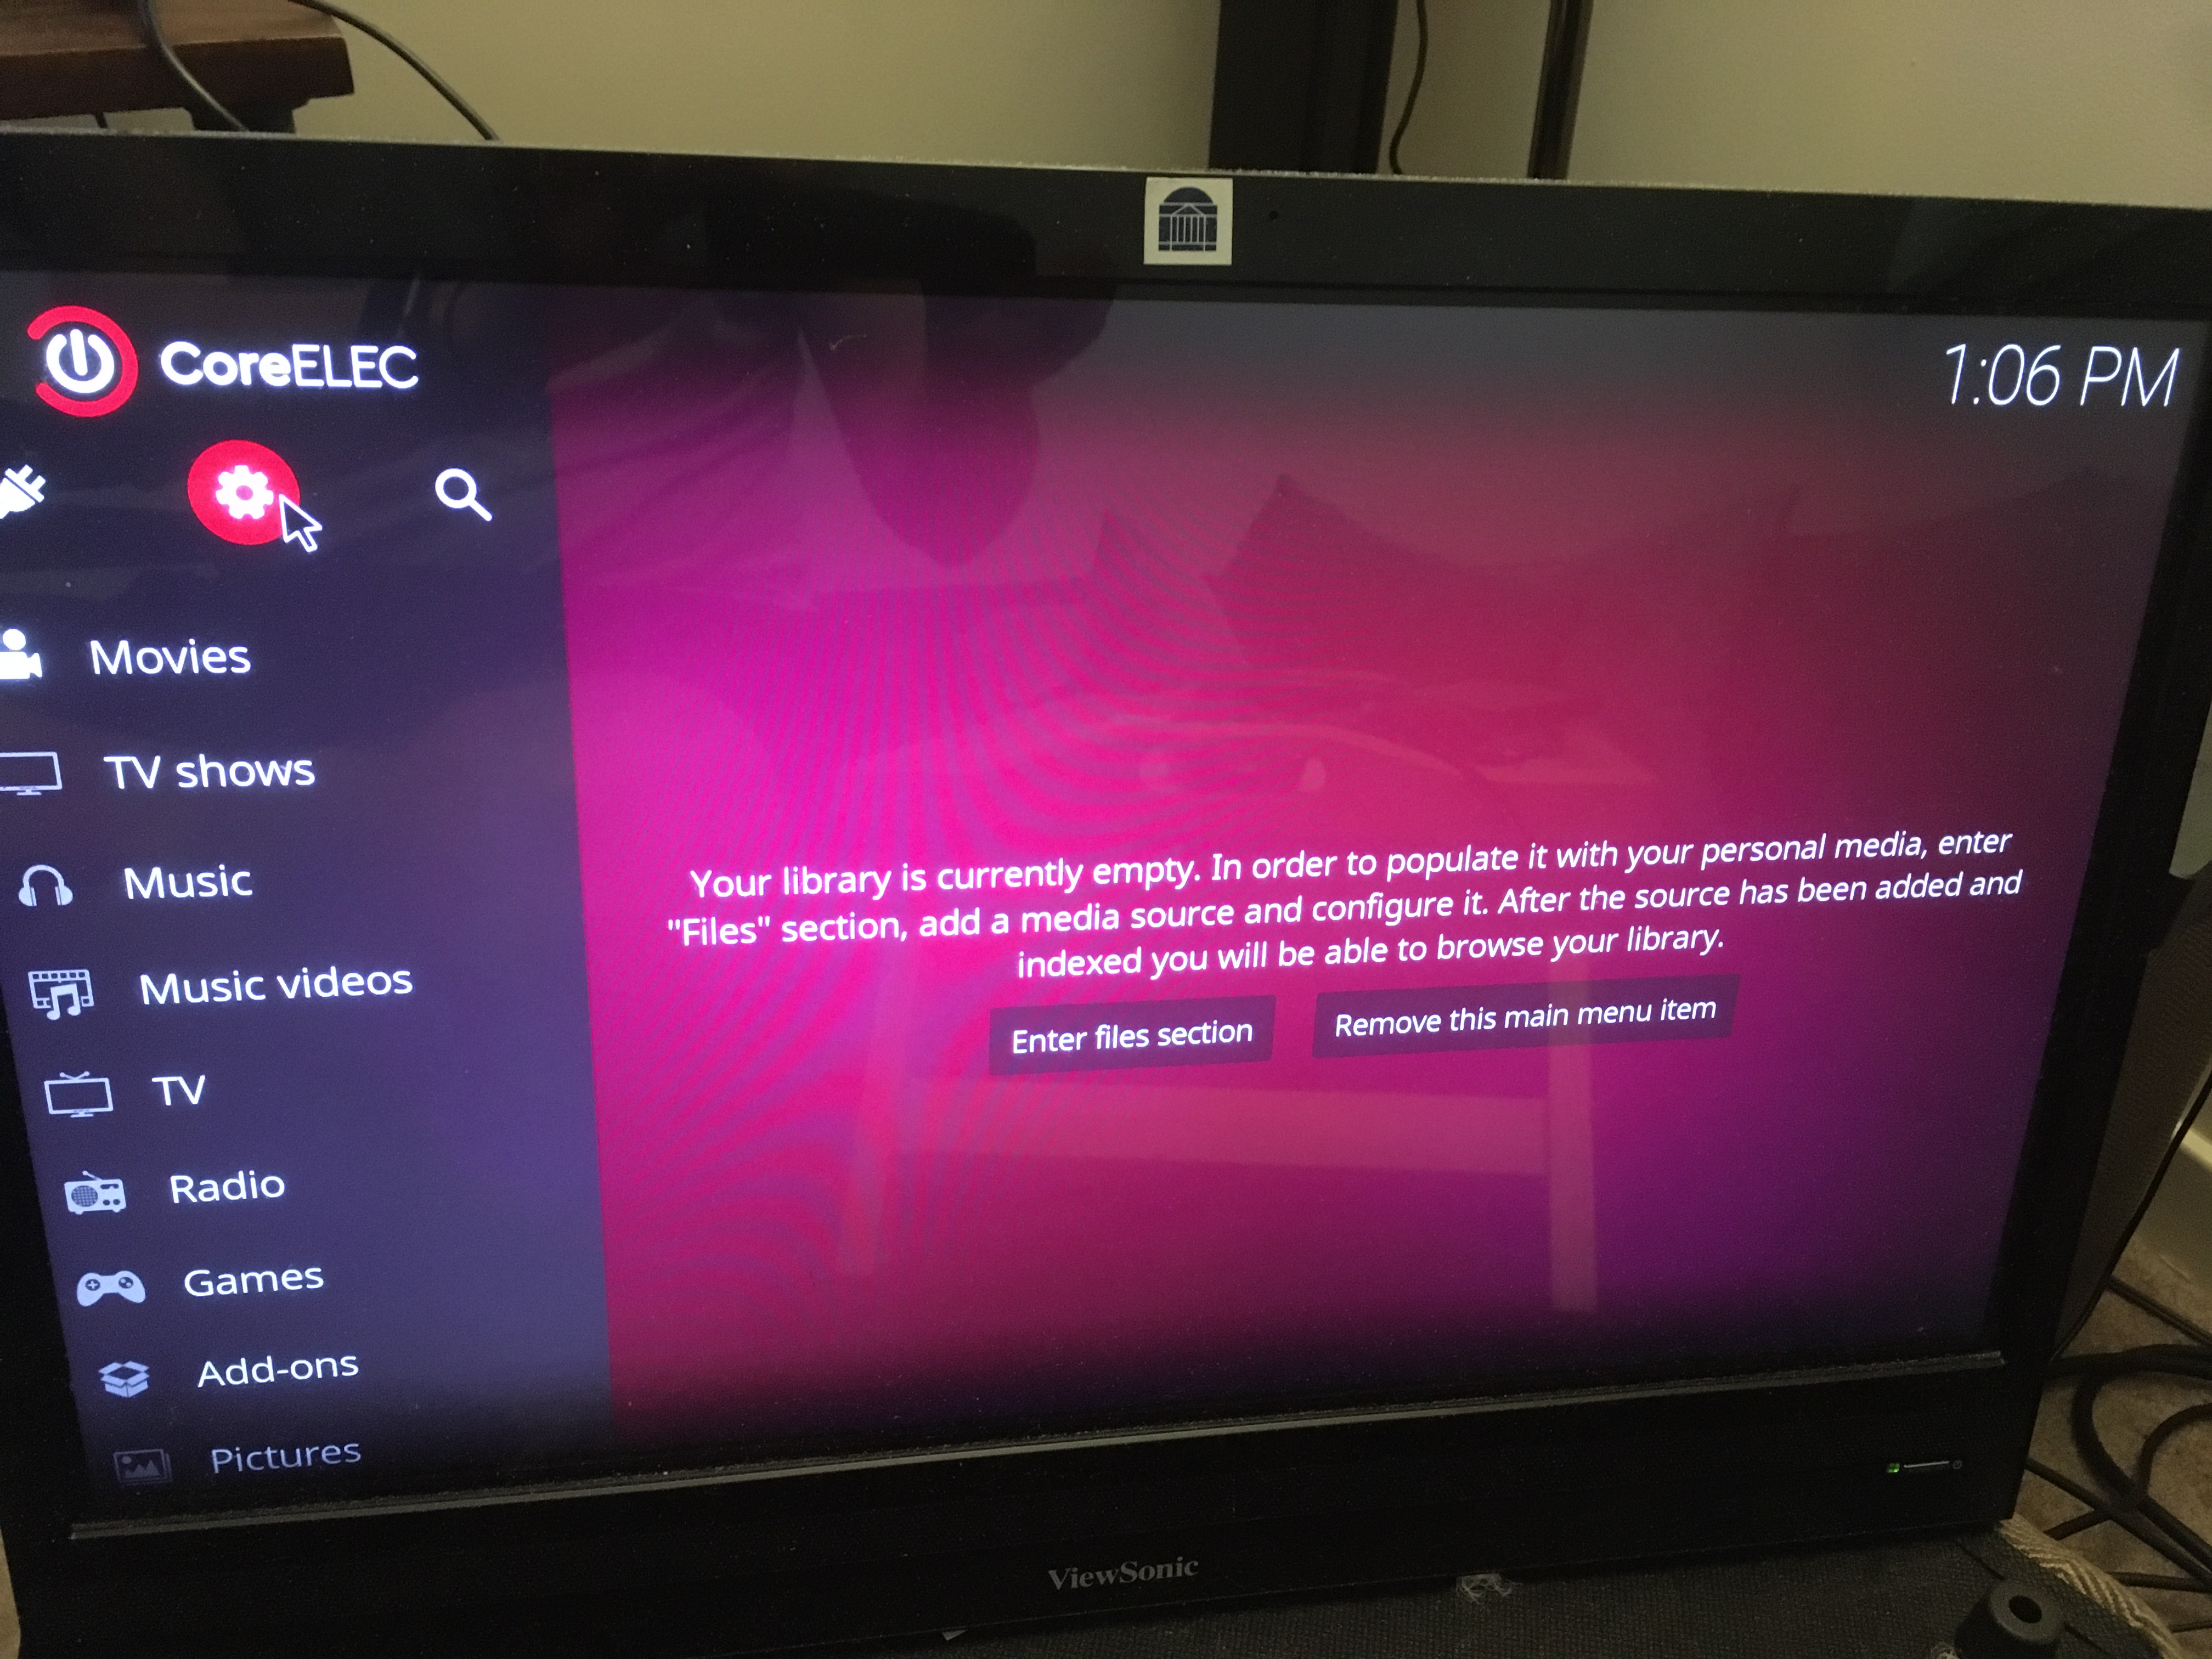 CoreELEC
1:06 PM
Movies
TV shows
Music
Music videos
TV
Radio
Games
Add-ons
Pictures
Your library is currently empty. In order to populate it with your personal media, enter
"Files" section, add a media source and configure it. After the source has been added and
indexed you will be able to browse your library.
Enter files section
Remove this main menu item
ViewSonic